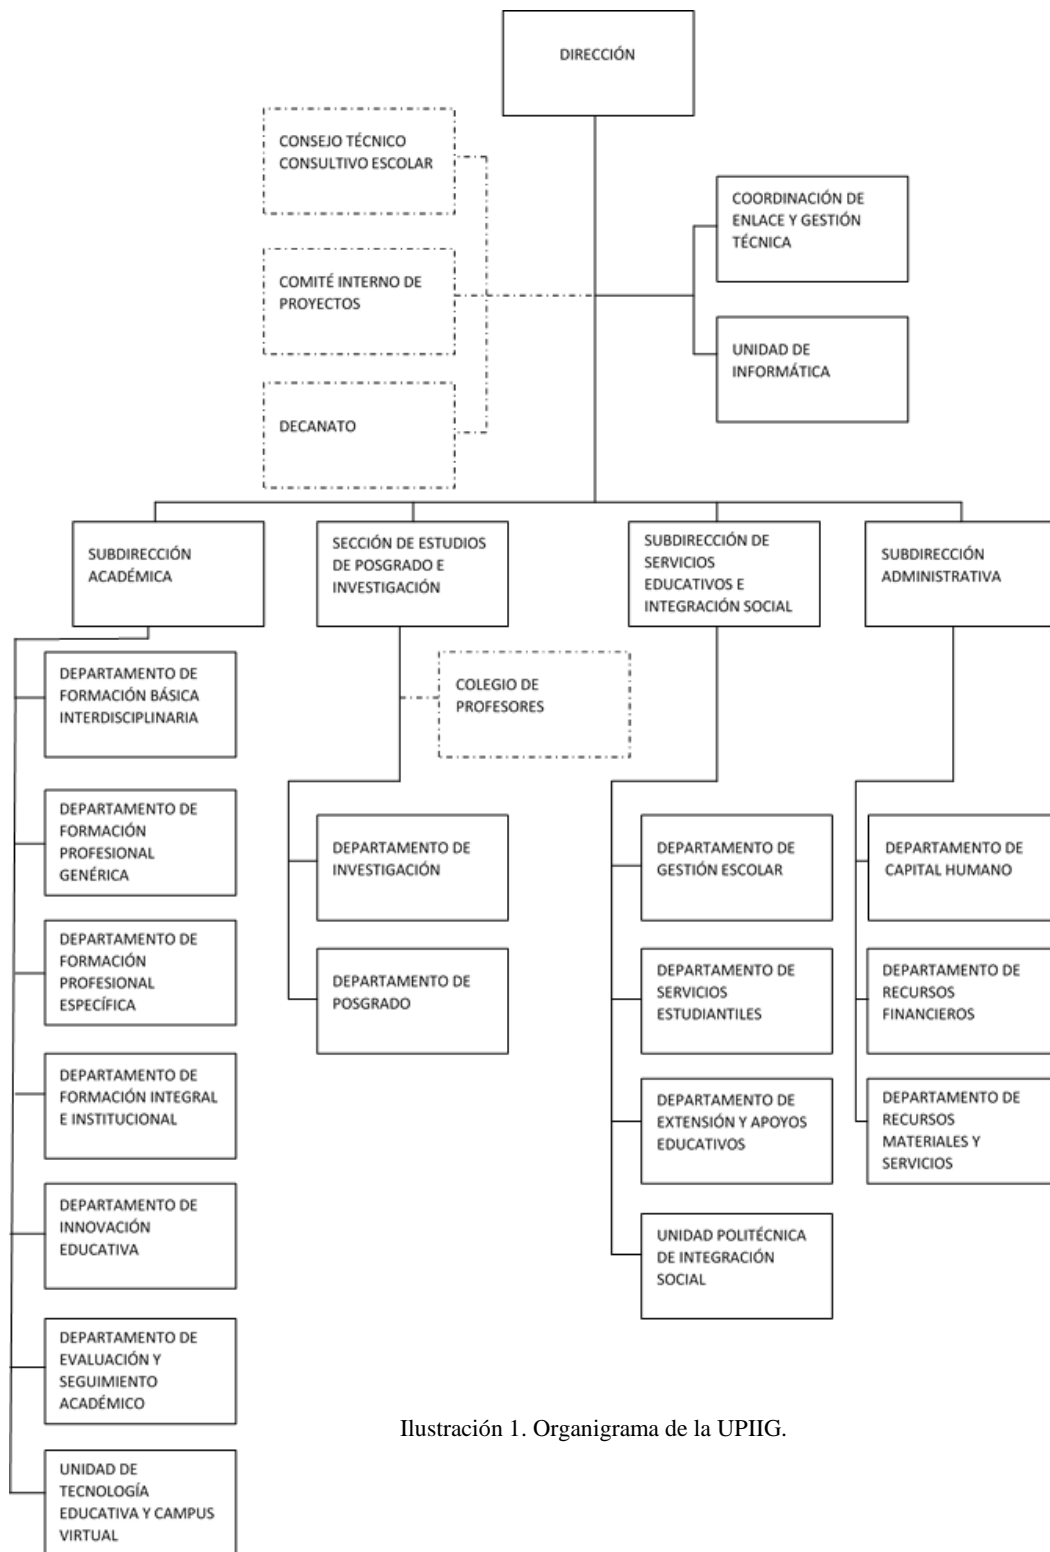 DIRECCIÓN
CONSEJO TÉCNICO
CONSULTIVO ESCOLAR
COORDINACIÓN DE
ENLACE Y GESTIÓN
TÉCNICA
COMITÉ INTERNO DE
PROYECTOS
UNIDAD DE
INFORMÁTICA
DECANATO
SUBDIRECCIÓN
ACADÉMICA
SECCIÓN DE ESTUDIOS
DE POSGRADO E
INVESTIGACIÓN
SUBDIRECCIÓN DE
SERVICIOS
EDUCATIVOS E
INTEGRACIÓN SOCIAL
SUBDIRECCIÓN
ADMINISTRATIVA
DEPARTAMENTO DE
FORMACIÓN BÁSICA
INTERDISCIPLINARIA
DEPARTAMENTO DE
FORMACIÓN
PROFESIONAL
GENÉRICA
DEPARTAMENTO DE
FORMACIÓN
PROFESIONAL
ESPECÍFICA
DEPARTAMENTO DE
FORMACIÓN INTEGRAL
E INSTITUCIONAL
DEPARTAMENTO DE
INNOVACIÓN
EDUCATIVA
DEPARTAMENTO DE
EVALUACIÓN Y
SEGUIMIENTO
ACADÉMICO
UNIDAD DE
TECNOLOGÍA
EDUCATIVA Y CAMPUS
VIRTUAL
COLEGIO DE
PROFESORES
DEPARTAMENTO DE
INVESTIGACIÓN
DEPARTAMENTO DE
POSGRADO
DEPARTAMENTO DE
GESTIÓN ESCOLAR
DEPARTAMENTO DE
SERVICIOS
ESTUDIANTILES
DEPARTAMENTO DE
EXTENSIÓN Y APOYOS
EDUCATIVOS
UNIDAD POLITÉCNICA
DE INTEGRACIÓN
SOCIAL
DEPARTAMENTO DE
CAPITAL HUMANO
DEPARTAMENTO DE
RECURSOS
FINANCIEROS
DEPARTAMENTO DE
RECURSOS
MATERIALES Y
SERVICIOS
Ilustración 1. Organigrama de la UPIIG.